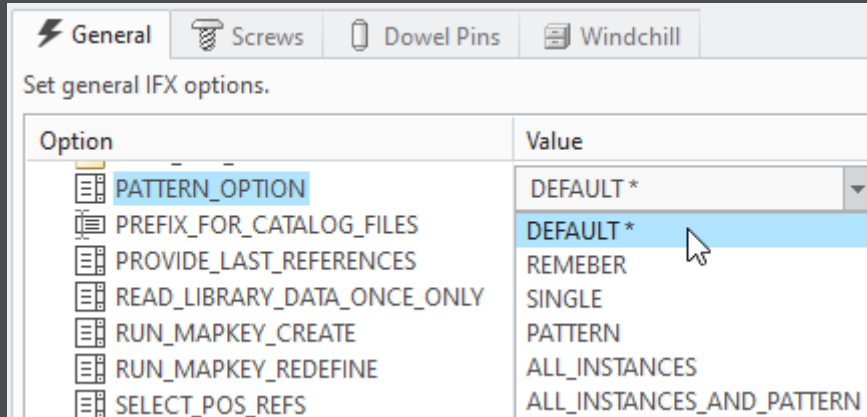 General Screws Dowel Pins Windchill
Set general IFX options.
Option Value
PATTERN_OPTION DEFAULT *
PREFIX_FOR_CATALOG_FILES DEFAULT *
PROVIDE_LAST_REFERENCES REMEBER
READ_LIBRARY_DATA_ONCE_ONLY SINGLE
RUN_MAPKEY_CREATE PATTERN
RUN_MAPKEY_REDEFINE ALL_INSTANCES
SELECT_POS_REFS ALL_INSTANCES_AND_PATTERN